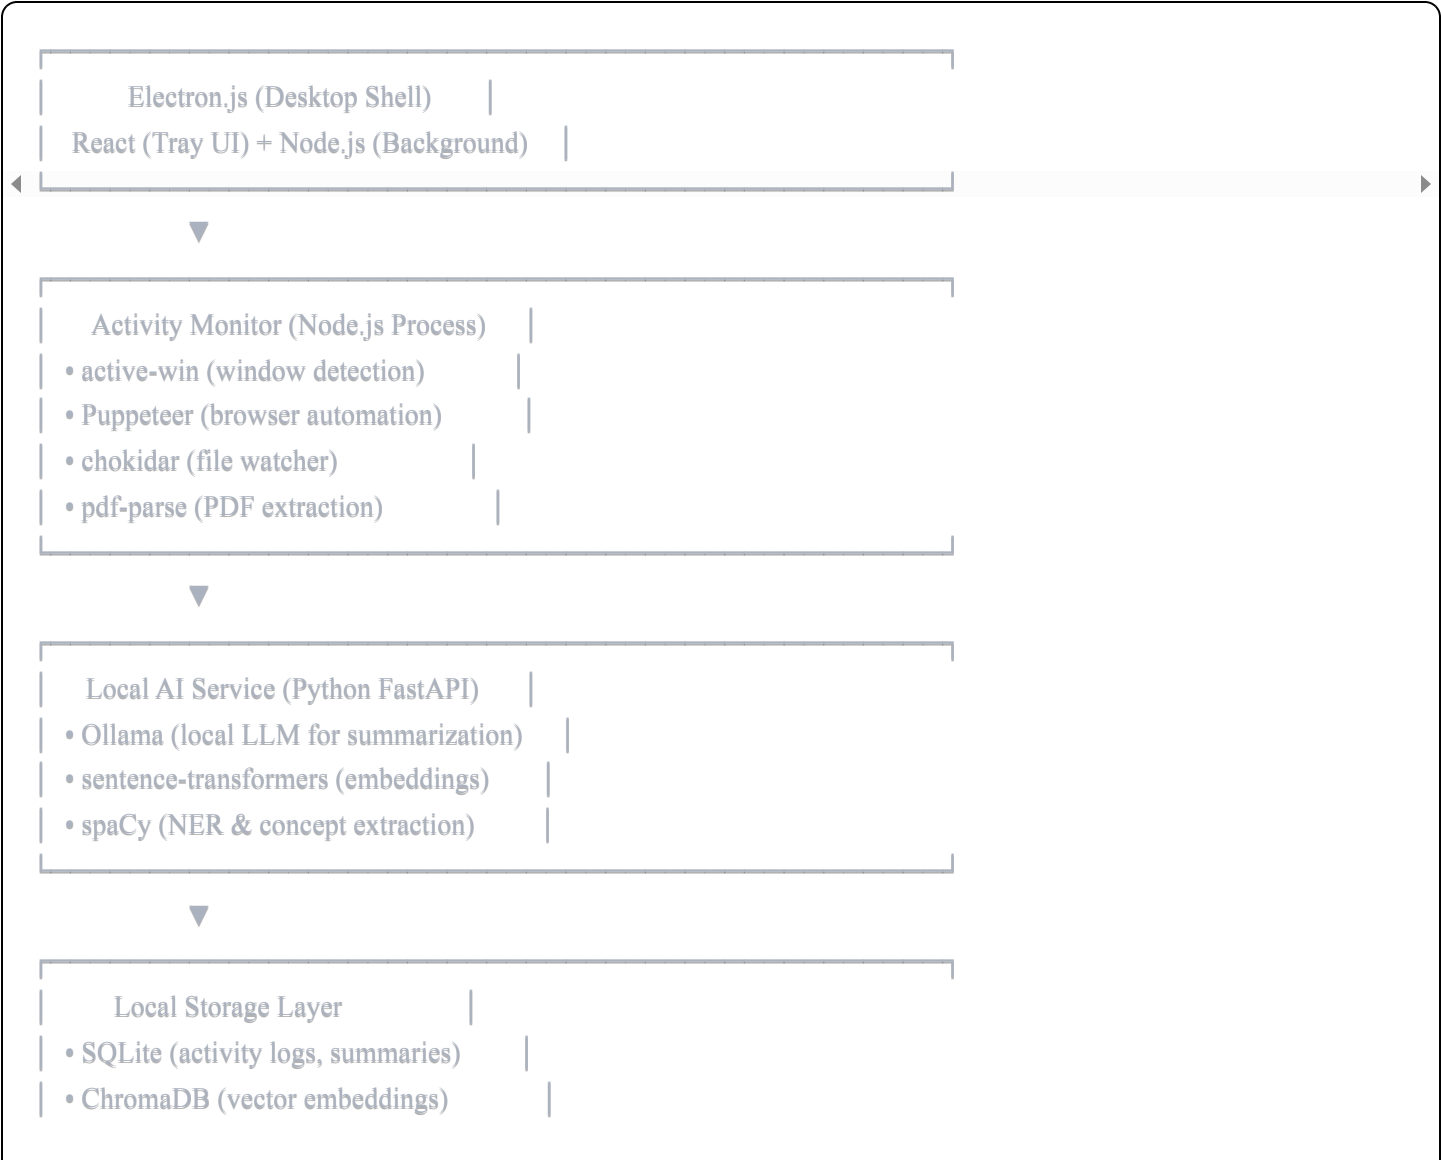 Electron.js (Desktop Shell)
React (Tray UI) + Node.js (Background)
▼
Activity Monitor (Node.js Process)
• active-win (window detection)
• Puppeteer (browser automation)
• chokidar (file watcher)
• pdf-parse (PDF extraction)
▼
Local AI Service (Python FastAPI)
• Ollama (local LLM for summarization)
• sentence-transformers (embeddings)
• spaCy (NER & concept extraction)
▼
Local Storage Layer
• SQLite (activity logs, summaries)
• ChromaDB (vector embeddings)